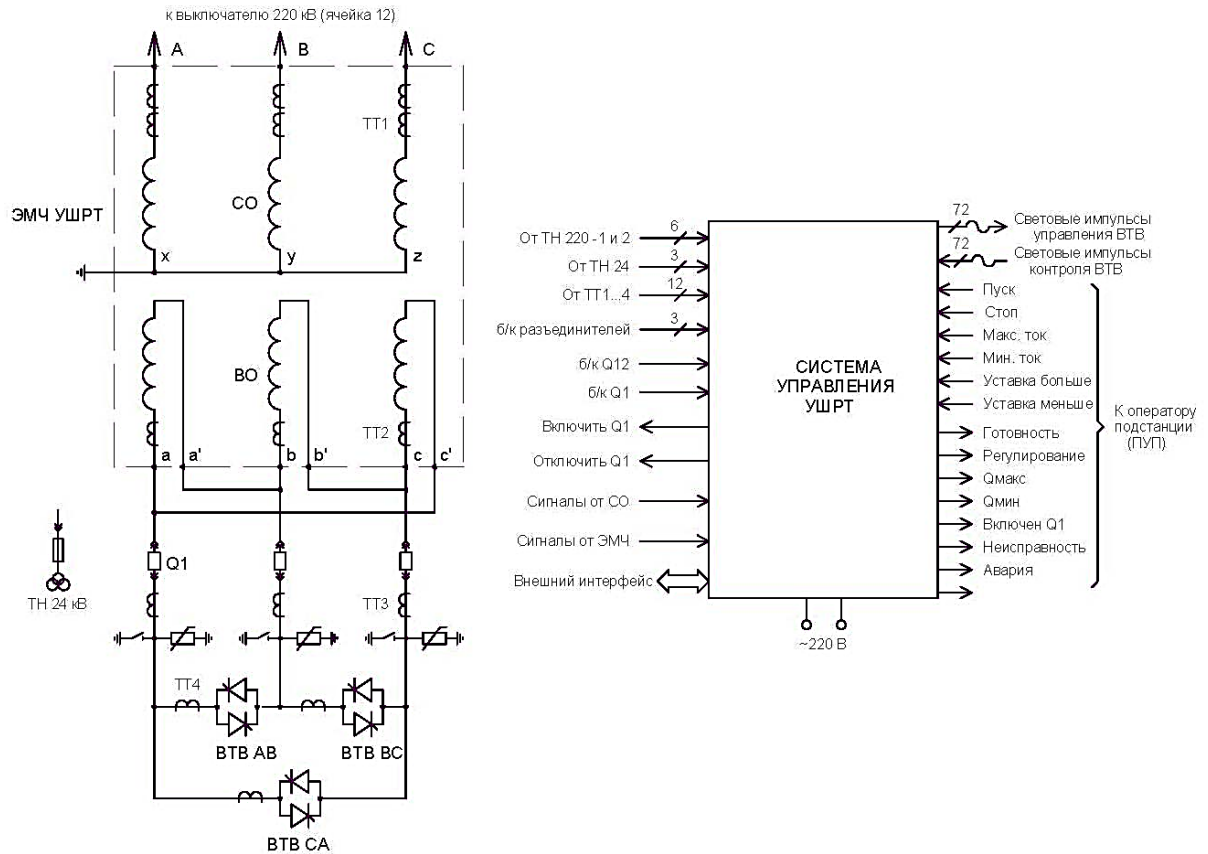 к выключателю 220 кВ (ячейка 12)
А
В
С
ТТ1
СО
ЭМЧ УШРТ
x
y
z
ВО
ТТ2
a
a'
b
b'
c
c'
Q1
ТН 24 кВ
ТТ3
ТТ4
ВТВ АВ
ВТВ ВС
ВТВ СА
От ТН 220 -1 и 2
6
От ТН 24
3
От ТТ1...4
12
б/к разъединителей
3
б/к Q12
б/к Q1
Включить Q1
Отключить Q1
Сигналы от СО
Сигналы от ЭМЧ
Внешний интерфейс
СИСТЕМА
УПРАВЛЕНИЯ
УШРТ
~220 В
72
Световые импульсы
управления ВТВ
72
Световые импульсы
контроля ВТВ
Пуск
Стоп
Макс. ток
Мин. ток
Уставка больше
Уставка меньше
Готовность
Регулирование
Qмакс
Qмин
Включен Q1
Неисправность
Авария
К оператору
подстанции
(ПУП)